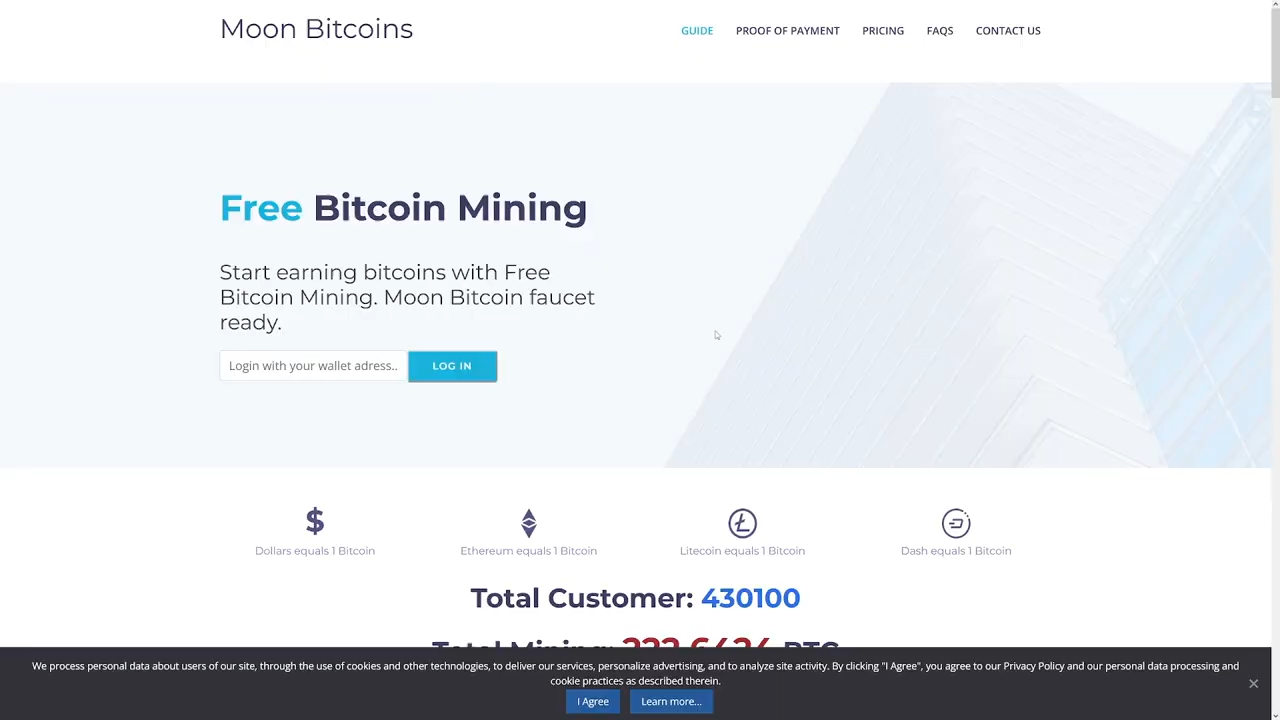 Moon Bitcoins
GUIDE PROOF OF PAYMENT PRICING FAQS CONTACT US
Free Bitcoin Mining
Start earning bitcoins with Free
Bitcoin Mining. Moon Bitcoin faucet
ready.
Login with your wallet adress.. LOG IN
$
Dollars equals 1 Bitcoin Ethereum equals 1 Bitcoin Litecoin equals 1 Bitcoin Dash equals 1 Bitcoin
Total Customer: 430100
Total Mining: BTC
We process personal data about users of our site, through the use of cookies and other technologies, to deliver our services, personalize advertising, and to analyze site activity. By clicking "I Agree", you agree to our Privacy Policy and our personal data processing and
cookie practices as described therein.
I Agree Learn more...